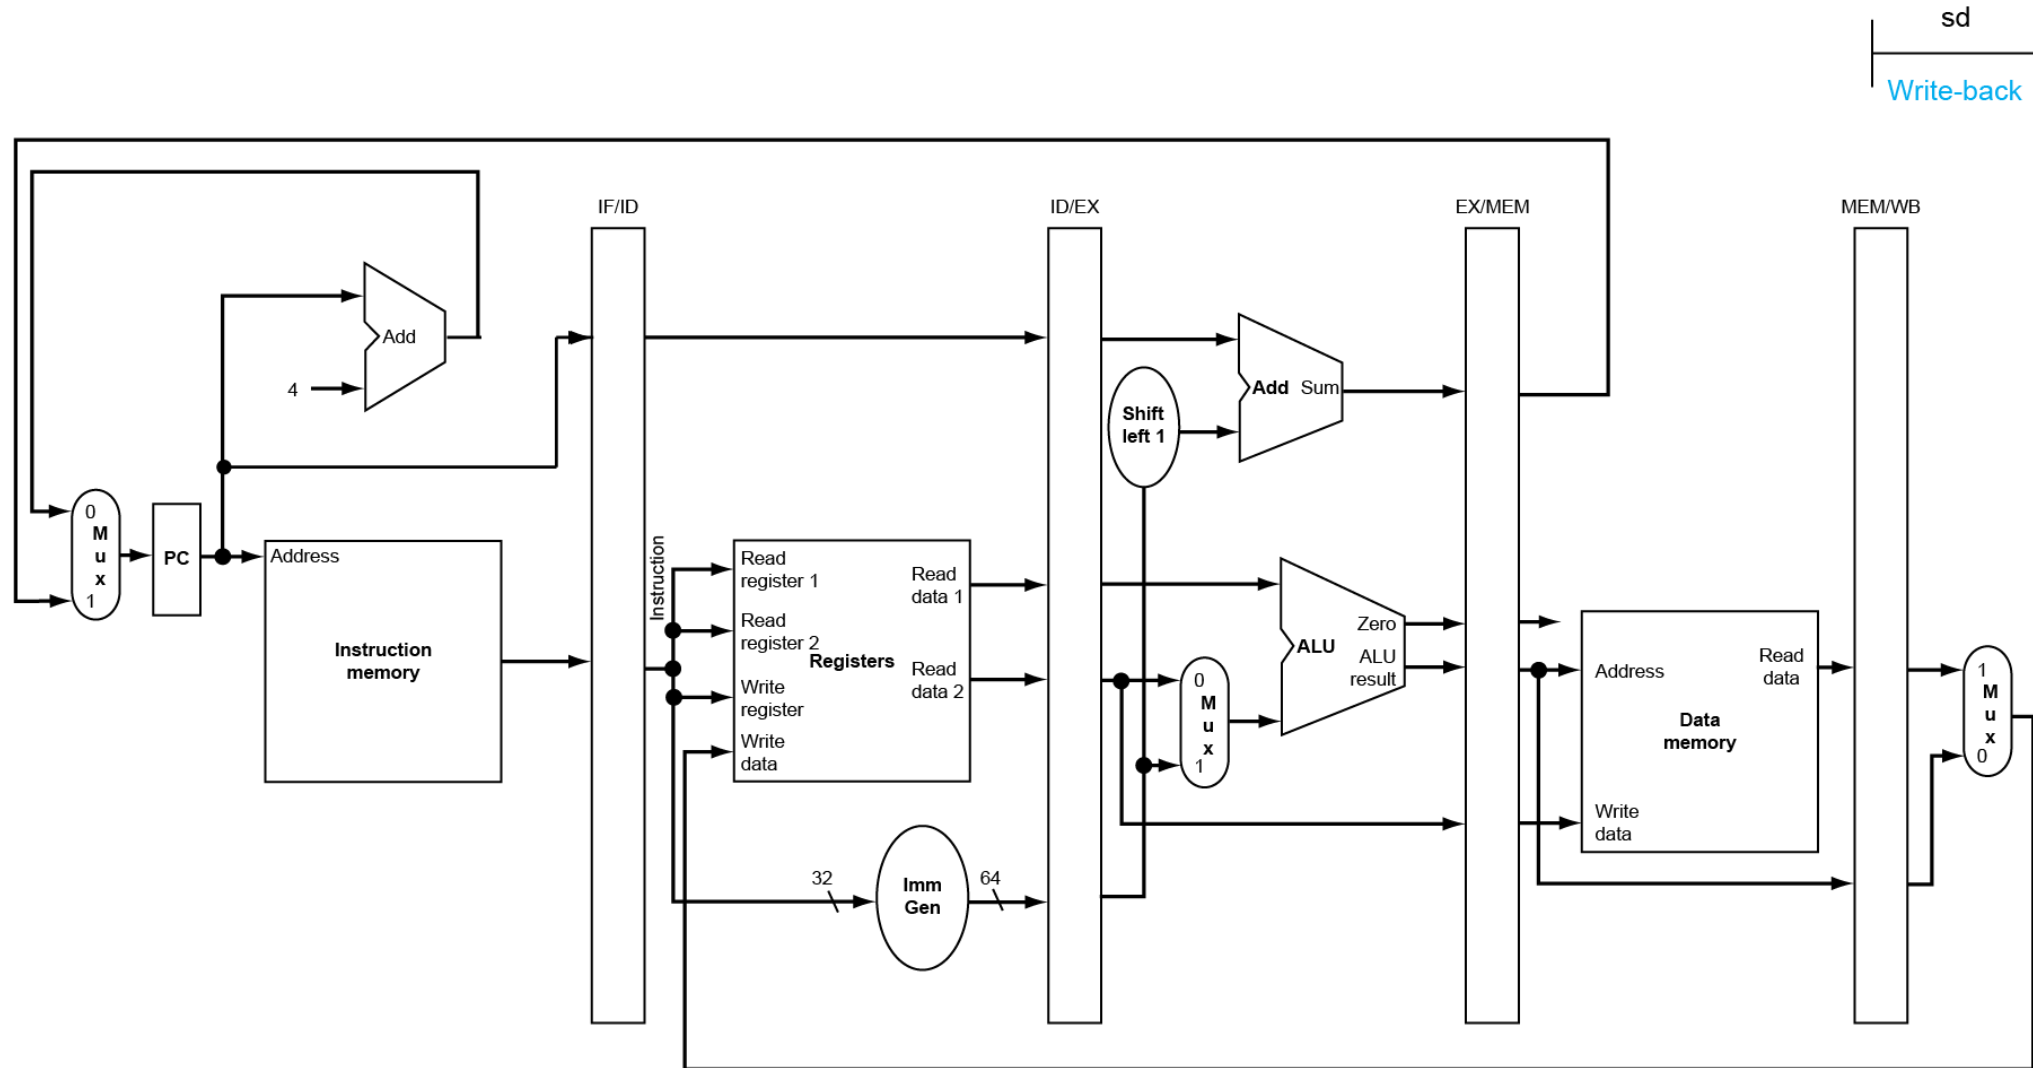 sd
Write-back
IF/ID
ID/EX
EX/MEM
MEM/WB
Add
4
Add Sum
Shift
left 1
0
M
u
x
1
PC
Address
Instruction
memory
Instruction
Read
register 1
Read
register 2
Write
register
Write
data
Registers
Read
data 1
Read
data 2
32
Imm
Gen
64
0
M
u
x
1
ALU
Zero
ALU
result
Address
Read
data
Data
memory
Write
data
1
M
u
x
0